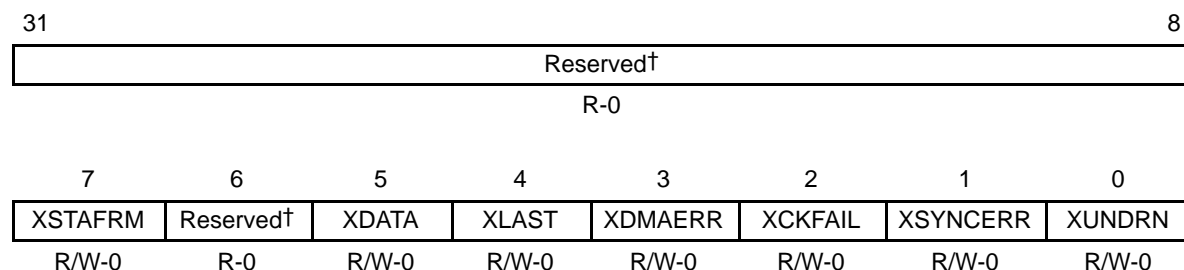 31 8
Reserved†
R-0
7 6 5 4 3 2 1 0
XSTAFRM Reserved† XDATA XLAST XDMAERR XCKFAIL XSYNCERR XUNDRN
R/W-0 R-0 R/W-0 R/W-0 R/W-0 R/W-0 R/W-0 R/W-0